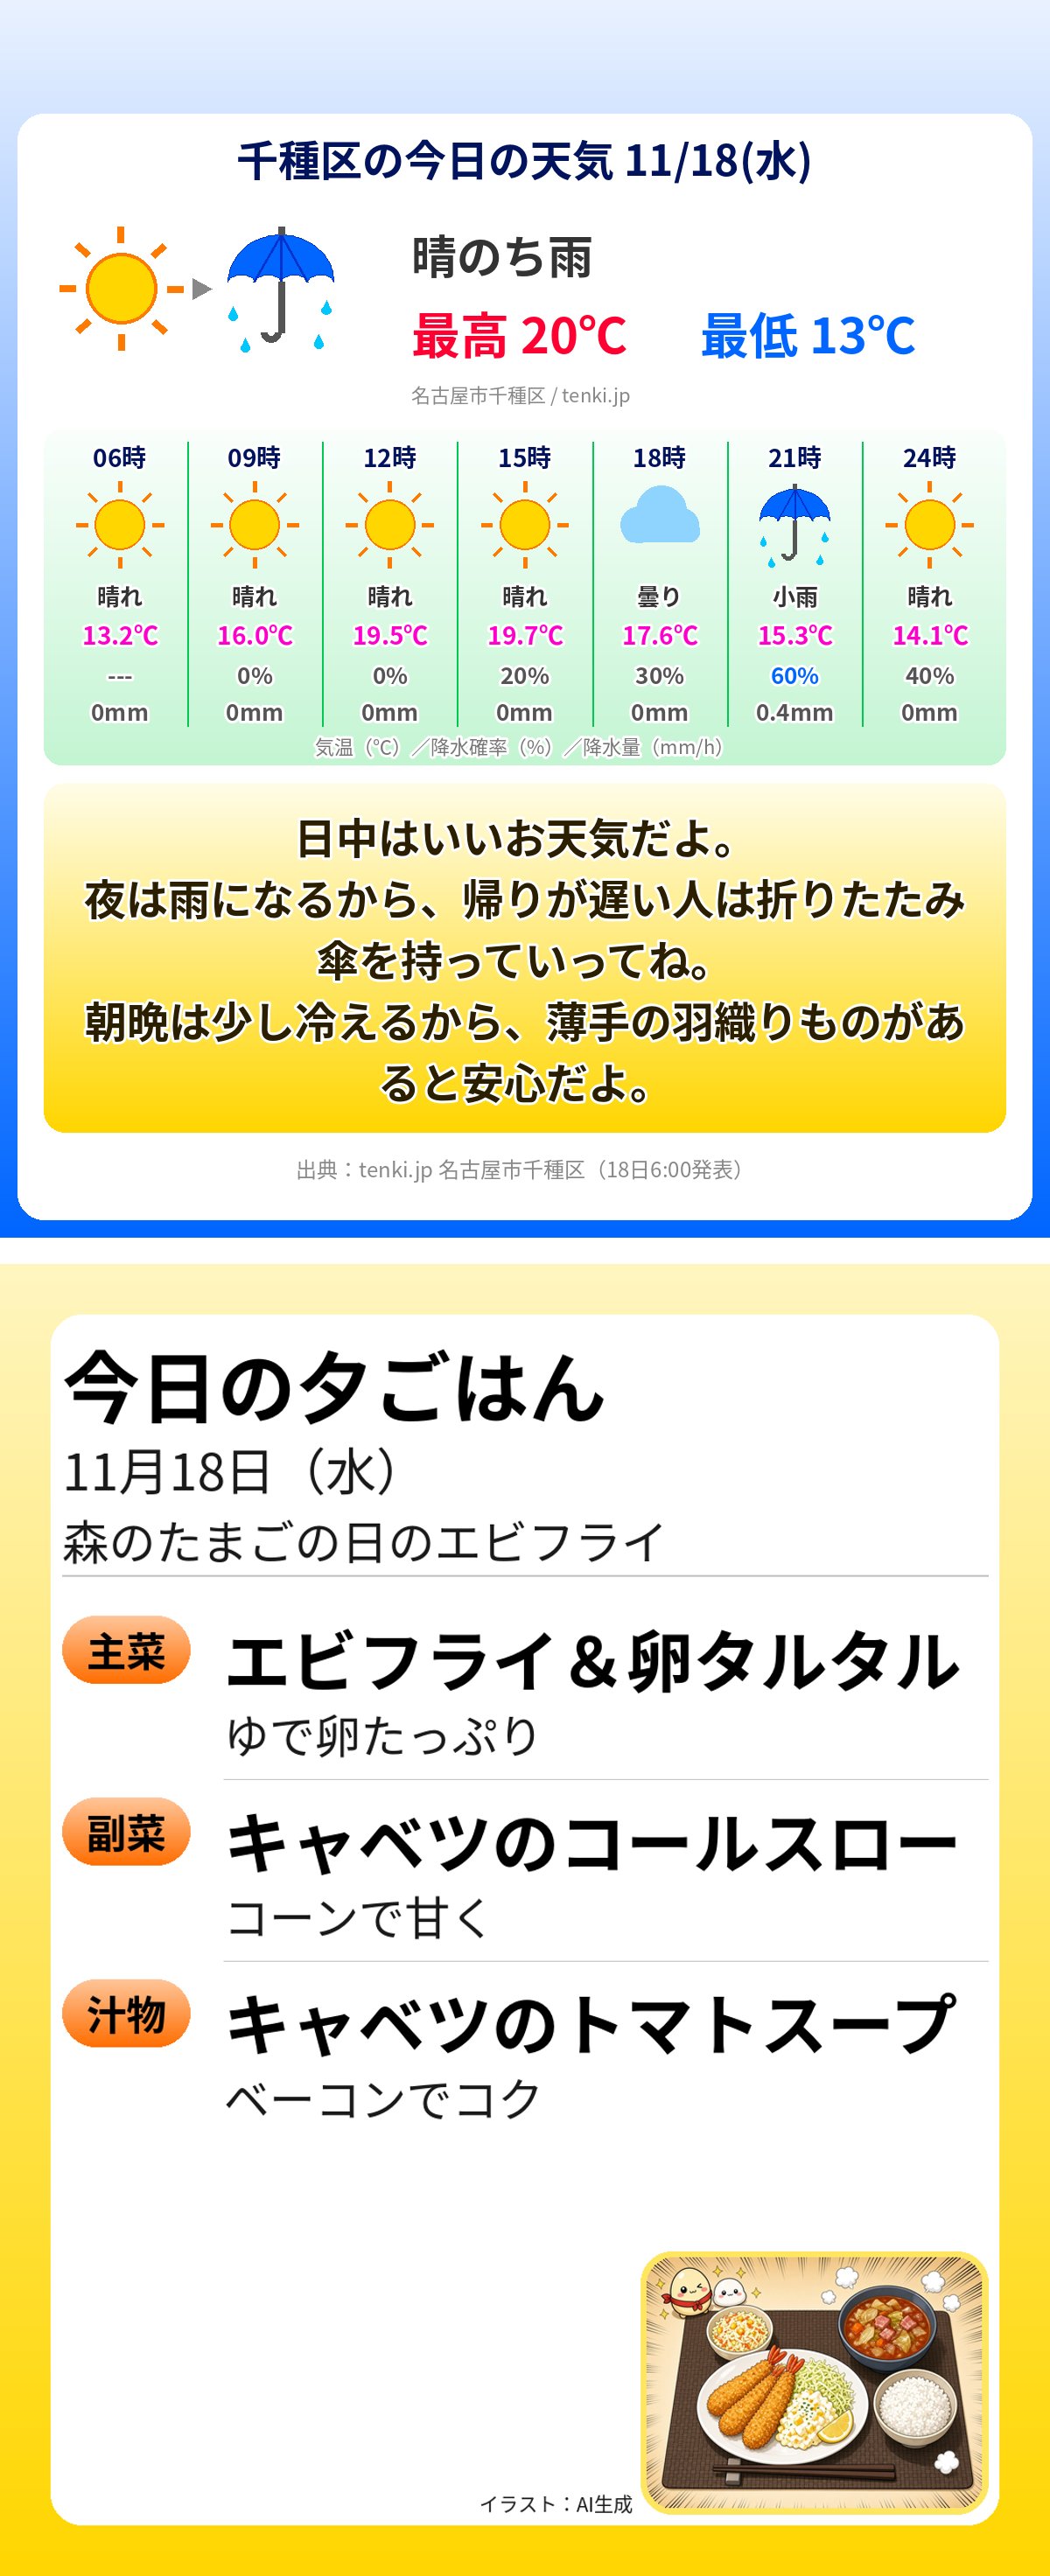 千種区の今日の天気 11/18(水)
晴のち雨
最高 20℃ 最低 13℃
名古屋市千種区 / tenki.jp
06時 09時 12時 15時 18時 21時 24時
晴れ 晴れ 晴れ 晴れ 曇り 小雨 晴れ
13.2℃ 16.0℃ 19.5℃ 19.7℃ 17.6℃ 15.3℃ 14.1℃
--- 0% 0% 20% 30% 60% 40%
0mm 0mm 0mm 0mm 0mm 0.4mm 0mm
気温（℃）／降水確率（%）／降水量（mm/h）
日中はいいお天気だよ。
夜は雨になるから、帰りが遅い人は折りたたみ
傘を持っていってね。
朝晩は少し冷えるから、薄手の羽織りものがあ
ると安心だよ。
出典：tenki.jp 名古屋市千種区（18日6:00発表）
今日の夕ごはん
11月18日（水）
森のたまごの日のエビフライ
主菜 エビフライ＆卵タルタル
ゆで卵たっぷり
副菜 キャベツのコールスロー
コーンで甘く
汁物 キャベツのトマトスープ
ベーコンでコク
イラスト：AI生成